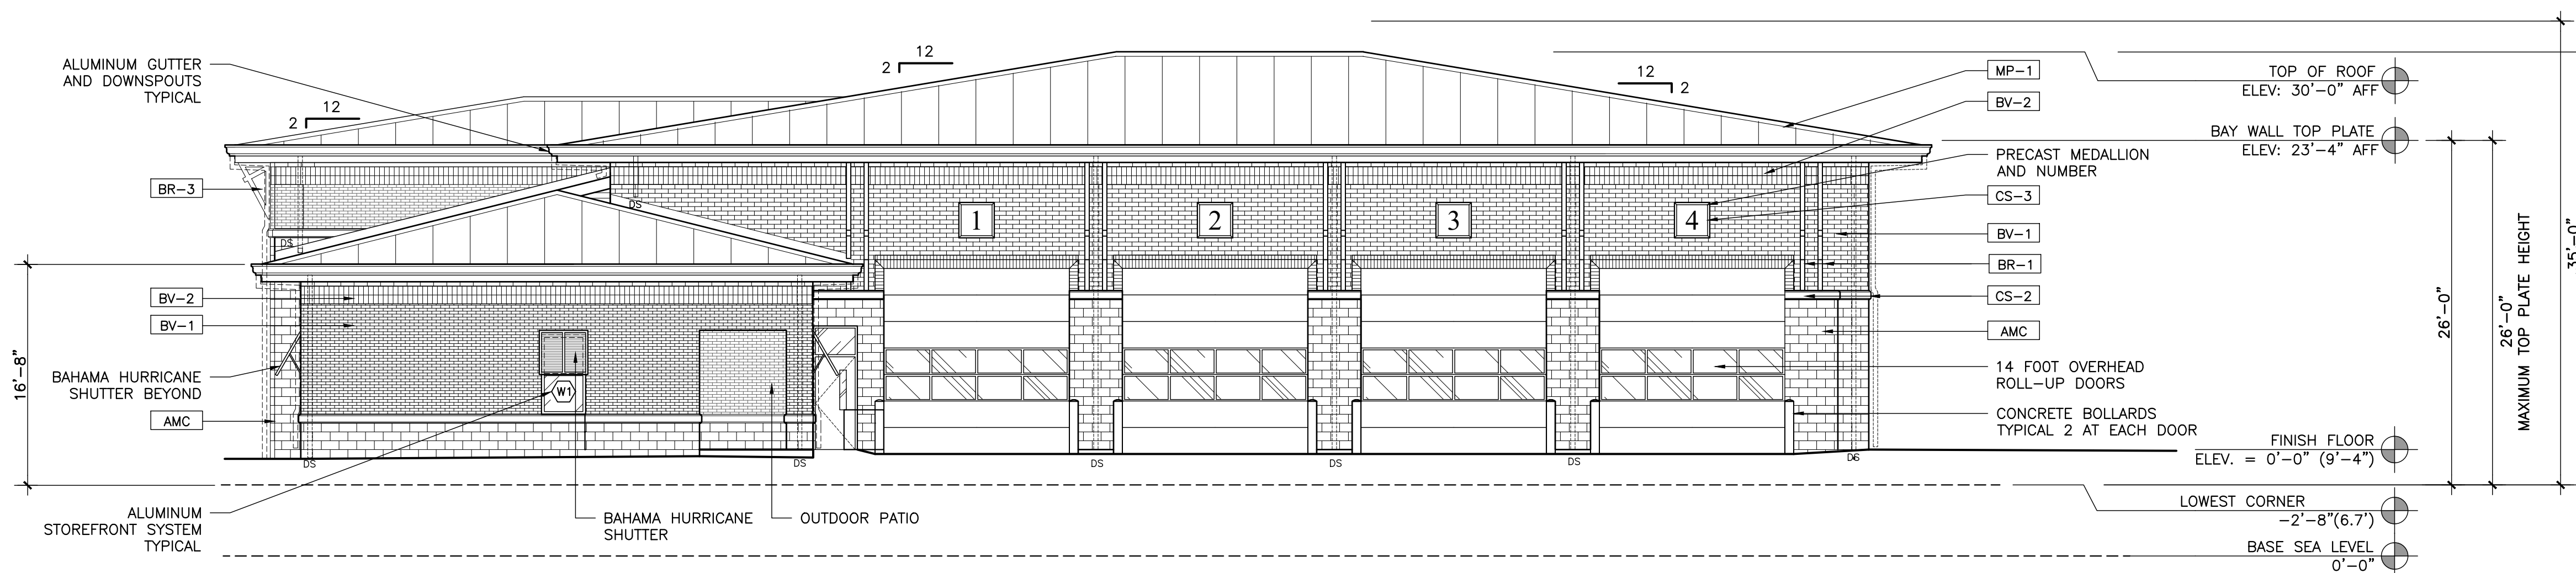 ALUMINUM GUTTER
AND DOWNSPOUTS
TYPICAL
12
2
12
2
12
2
BR-3
DS
DS
16'-8"
BV-2
BV-1
BAHAMA HURRICANE
SHUTTER BEYOND
AMC
W1
1
2
3
4
DS
DS
DS
DS
DS
DS
ALUMINUM
STOREFRONT SYSTEM
TYPICAL
BAHAMA HURRICANE
SHUTTER
OUTDOOR PATIO
MP-1
BV-2
PRECAST MEDALLION
AND NUMBER
CS-3
BV-1
BR-1
CS-2
AMC
14 FOOT OVERHEAD
ROLL-UP DOORS
CONCRETE BOLLARDS
TYPICAL 2 AT EACH DOOR
TOP OF ROOF
ELEV: 30'-0" AFF
BAY WALL TOP PLATE
ELEV: 23'-4" AFF
FINISH FLOOR
ELEV. = 0'-0" (9'-4")
LOWEST CORNER
-2'-8"(6.7')
BASE SEA LEVEL
0'-0"
26'-0"
26'-0"
MAXIMUM TOP PLATE HEIGHT
35'-0"